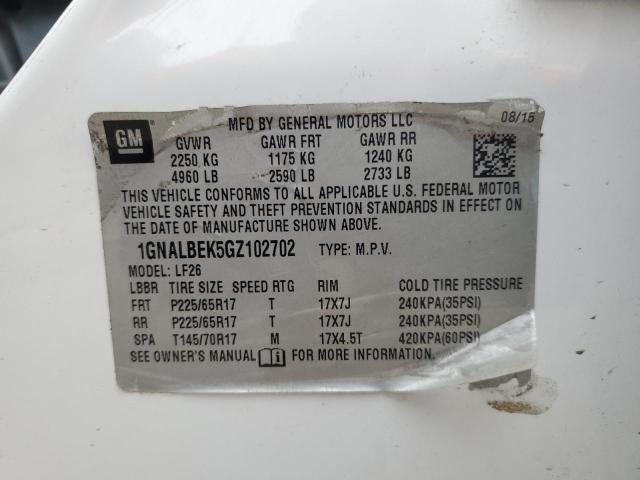 GM
MFD BY GENERAL MOTORS LLC 08/15
GVWR GAWR FRT GAWR RR
2250 KG 1175 KG 1240 KG
4960 LB 2590 LB 2733 LB
THIS VEHICLE CONFORMS TO ALL APPLICABLE U.S. FEDERAL MOTOR
VEHICLE SAFETY AND THEFT PREVENTION STANDARDS IN EFFECT ON
THE DATE OF MANUFACTURE SHOWN ABOVE.
1GNALBEK5GZ102702 TYPE: M.P.V.
MODEL: LF26
LBBR TIRE SIZE SPEED RTG RIM COLD TIRE PRESSURE
FRT P225/65R17 T 17X7J 240KPA(35PSI)
RR P225/65R17 T 17X7J 240KPA(35PSI)
SPA T145/70R17 M 17X4.5T 420KPA(60PSI)
SEE OWNER'S MANUAL FOR MORE INFORMATION.